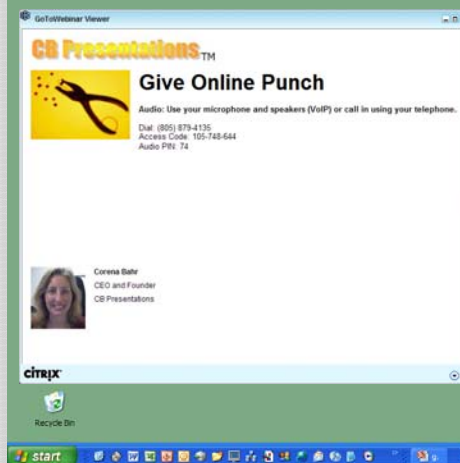 GoToWebinar Viewer
CB Presentations™
Give Online Punch
Audio: Use your microphone and speakers (VoIP) or call in using your telephone.
Dial: (805) 879-4135
Access Code: 105-748-644
Audio PIN: 74
Corena Bahr
CEO and Founder
CB Presentations
CITRIX
Recycle Bin
start